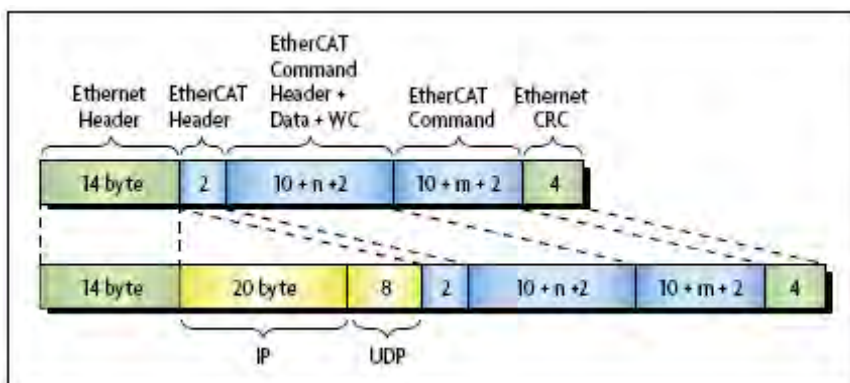 Ethernet
Header
EtherCAT
Header
EtherCAT
Command
Header +
Data + WC
EtherCAT
Command
Ethernet
CRC
14 byte
2
10 + n +2
10 + m + 2
4
14 byte
20 byte
8
2
10 + n +2
10 + m + 2
4
IP
UDP